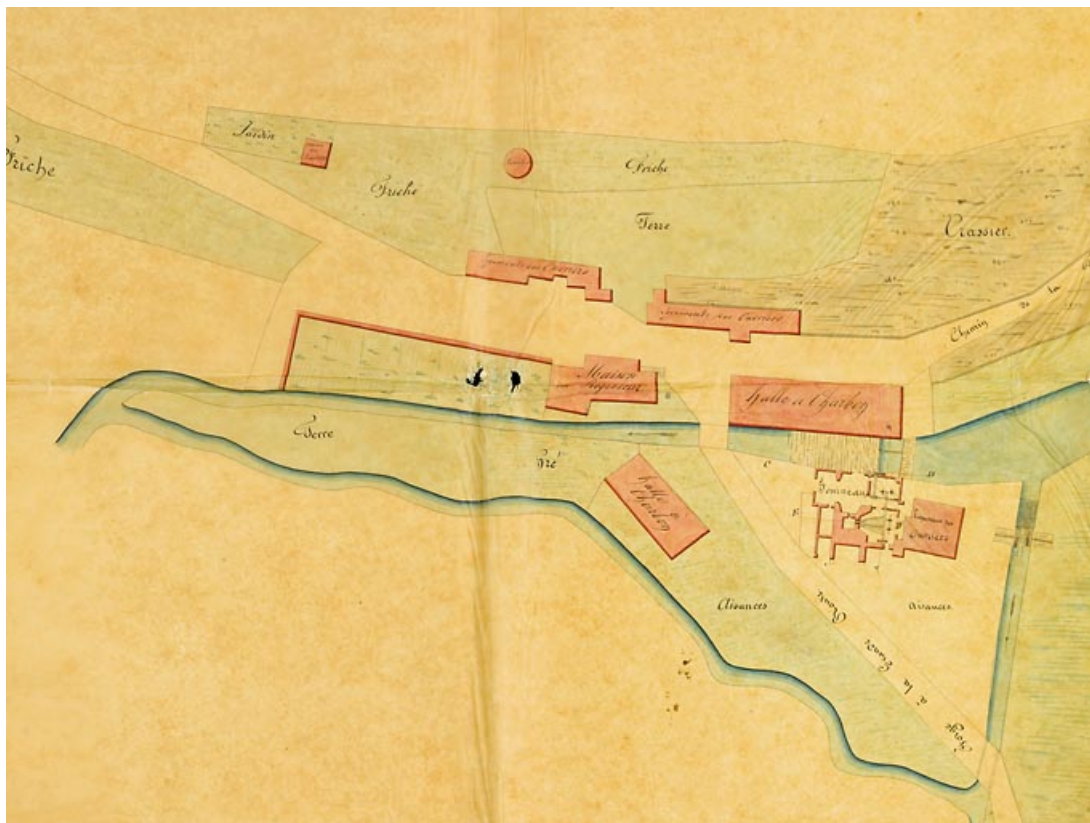 Jardin
Friche
Friche
Friche
Terre
Crassier.
Chemin de la
Logements des Ouvriers
Logements des Ouvriers
Maison
Halle à Charbon
Terre
Pré
Halle à
Charbon
Fourneau
Logement des
Ouvriers
Aisances
Aisances
Route
à la
Forge